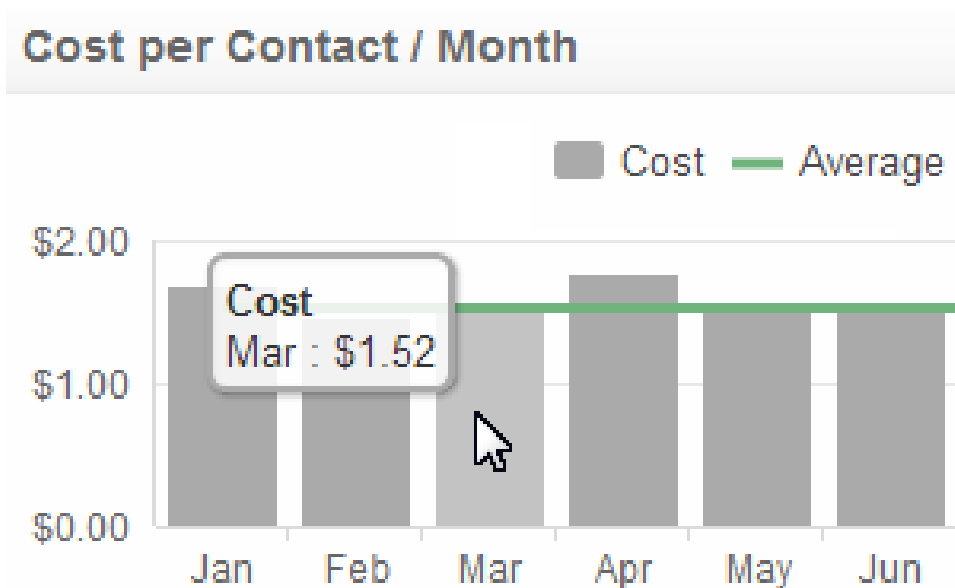 Cost per Contact / Month
Cost Average
$2.00
Cost
Mar : $1.52
$1.00
$0.00
Jan Feb Mar Apr May Jun